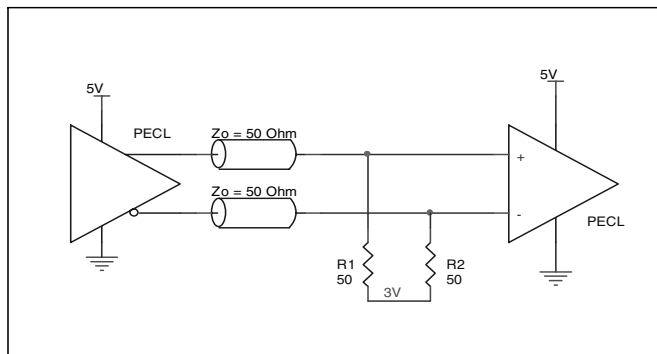 5V
5V
PECL
Zo = 50 Ohm
+
Zo = 50 Ohm
-
PECL
R1
50
R2
50
3V